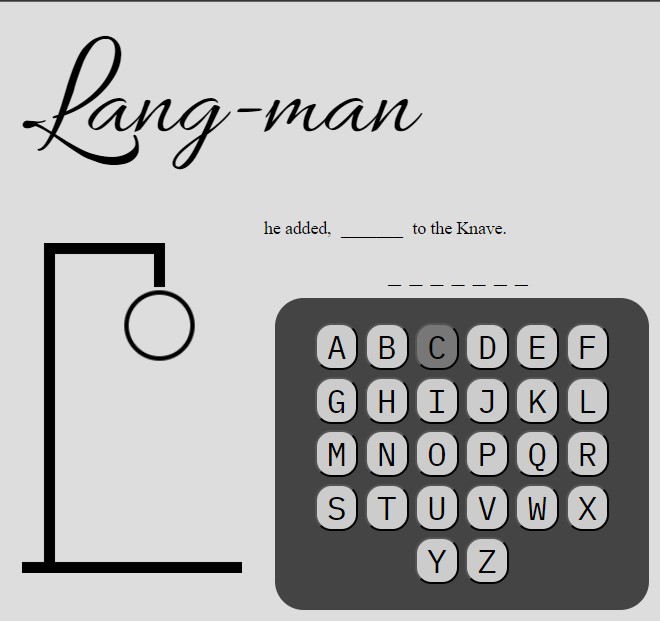 Lang-man
he added, _______ to the Knave.
_ _ _ _ _ _ _
A B C D E F
G H I J K L
M N O P Q R
S T U V W X
Y Z